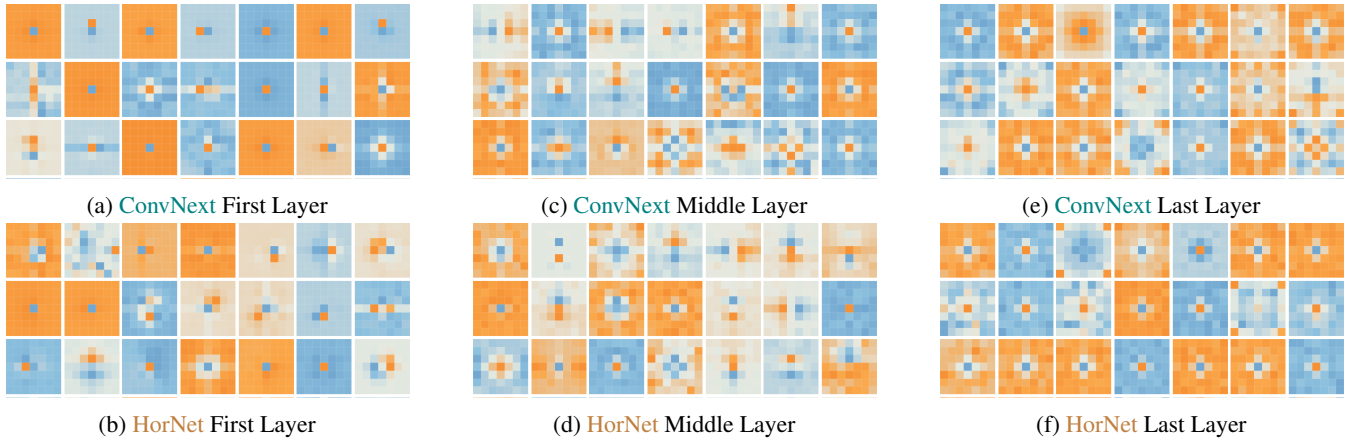 (a) ConvNext First Layer
(c) ConvNext Middle Layer
(e) ConvNext Last Layer
(b) HorNet First Layer
(d) HorNet Middle Layer
(f) HorNet Last Layer